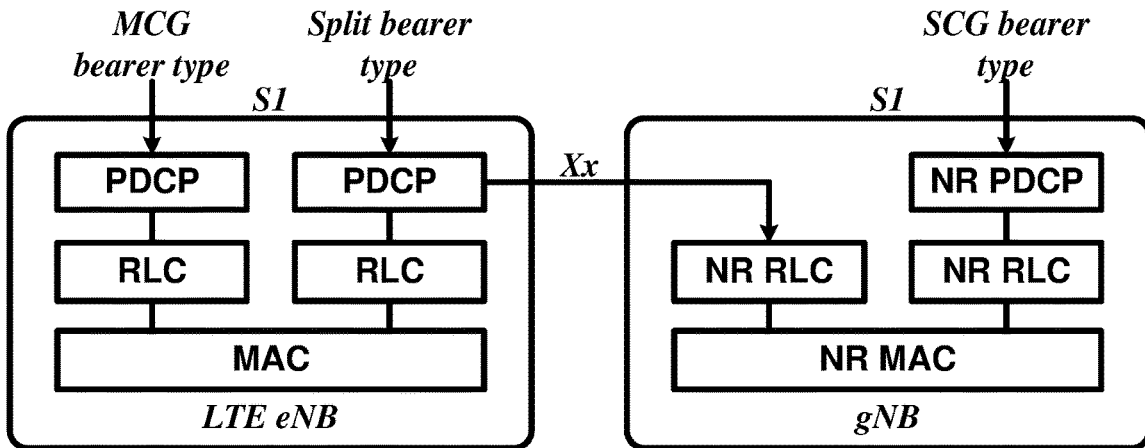 MCG
bearer type
Split bearer
type
SCG bearer
type
S1
S1
PDCP
PDCP
Xx
NR PDCP
RLC
RLC
NR RLC
NR RLC
MAC
NR MAC
LTE eNB
gNB